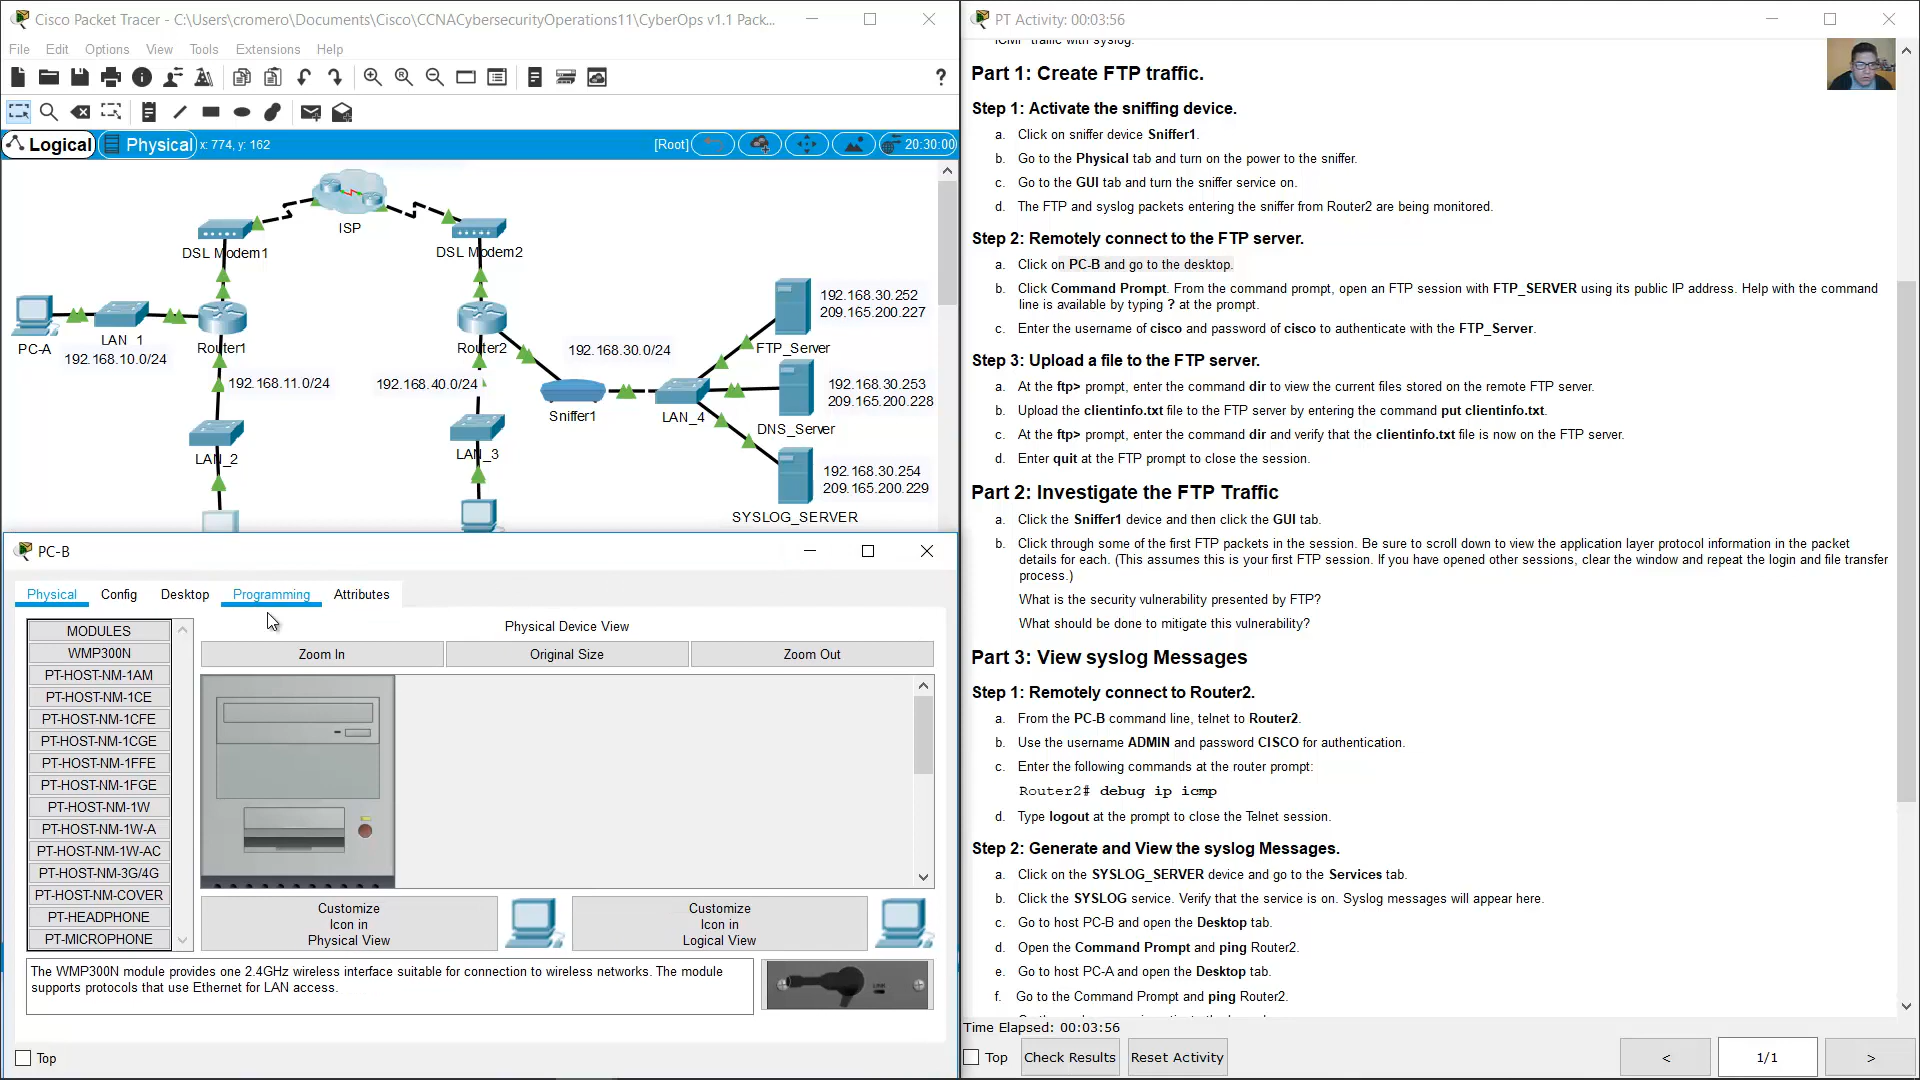 Cisco Packet Tracer - C:\Users\cromero\Documents\Cisco\CCNACybersecurityOperations11\CyberOps v1.1 Pack...
File Edit Options View Tools Extensions Help
?
Logical Physical x: 774, y: 162 [Root] 20:30:00
ISP
DSL Modem1
DSL Modem2
PC-A
LAN_1
192.168.10.0/24
Router1
192.168.11.0/24
LAN_2
Router2
192.168.40.0/24
LAN_3
192.168.30.0/24
Sniffer1
LAN_4
192.168.30.252
209.165.200.227
FTP_Server
192.168.30.253
209.165.200.228
DNS_Server
192.168.30.254
209.165.200.229
SYSLOG_SERVER
PC-B
Physical Config Desktop Programming Attributes
MODULES
WMP300N
PT-HOST-NM-1AM
PT-HOST-NM-1CE
PT-HOST-NM-1CFE
PT-HOST-NM-1CGE
PT-HOST-NM-1FFE
PT-HOST-NM-1FGE
PT-HOST-NM-1W
PT-HOST-NM-1W-A
PT-HOST-NM-1W-AC
PT-HOST-NM-3G/4G
PT-HOST-NM-COVER
PT-HEADPHONE
PT-MICROPHONE
Physical Device View
Zoom In Original Size Zoom Out
Customize
Icon in
Physical View
Customize
Icon in
Logical View
The WMP300N module provides one 2.4GHz wireless interface suitable for connection to wireless networks. The module
supports protocols that use Ethernet for LAN access.
Top
PT Activity: 00:03:56
ICMP traffic with syslog.
Part 1: Create FTP traffic.
Step 1: Activate the sniffing device.
a. Click on sniffer device Sniffer1.
b. Go to the Physical tab and turn on the power to the sniffer.
c. Go to the GUI tab and turn the sniffer service on.
d. The FTP and syslog packets entering the sniffer from Router2 are being monitored.
Step 2: Remotely connect to the FTP server.
a. Click on PC-B and go to the desktop.
b. Click Command Prompt. From the command prompt, open an FTP session with FTP_SERVER using its public IP address. Help with the command
line is available by typing ? at the prompt.
c. Enter the username of cisco and password of cisco to authenticate with the FTP_Server.
Step 3: Upload a file to the FTP server.
a. At the ftp> prompt, enter the command dir to view the current files stored on the remote FTP server.
b. Upload the clientinfo.txt file to the FTP server by entering the command put clientinfo.txt.
c. At the ftp> prompt, enter the command dir and verify that the clientinfo.txt file is now on the FTP server.
d. Enter quit at the FTP prompt to close the session.
Part 2: Investigate the FTP Traffic
a. Click the Sniffer1 device and then click the GUI tab.
b. Click through some of the first FTP packets in the session. Be sure to scroll down to view the application layer protocol information in the packet
details for each. (This assumes this is your first FTP session. If you have opened other sessions, clear the window and repeat the login and file transfer
process.)
What is the security vulnerability presented by FTP?
What should be done to mitigate this vulnerability?
Part 3: View syslog Messages
Step 1: Remotely connect to Router2.
a. From the PC-B command line, telnet to Router2.
b. Use the username ADMIN and password CISCO for authentication.
c. Enter the following commands at the router prompt:
Router2# debug ip icmp
d. Type logout at the prompt to close the Telnet session.
Step 2: Generate and View the syslog Messages.
a. Click on the SYSLOG_SERVER device and go to the Services tab.
b. Click the SYSLOG service. Verify that the service is on. Syslog messages will appear here.
c. Go to host PC-B and open the Desktop tab.
d. Open the Command Prompt and ping Router2.
e. Go to host PC-A and open the Desktop tab.
f. Go to the Command Prompt and ping Router2.
Time Elapsed: 00:03:56
Top Check Results Reset Activity < 1/1 >